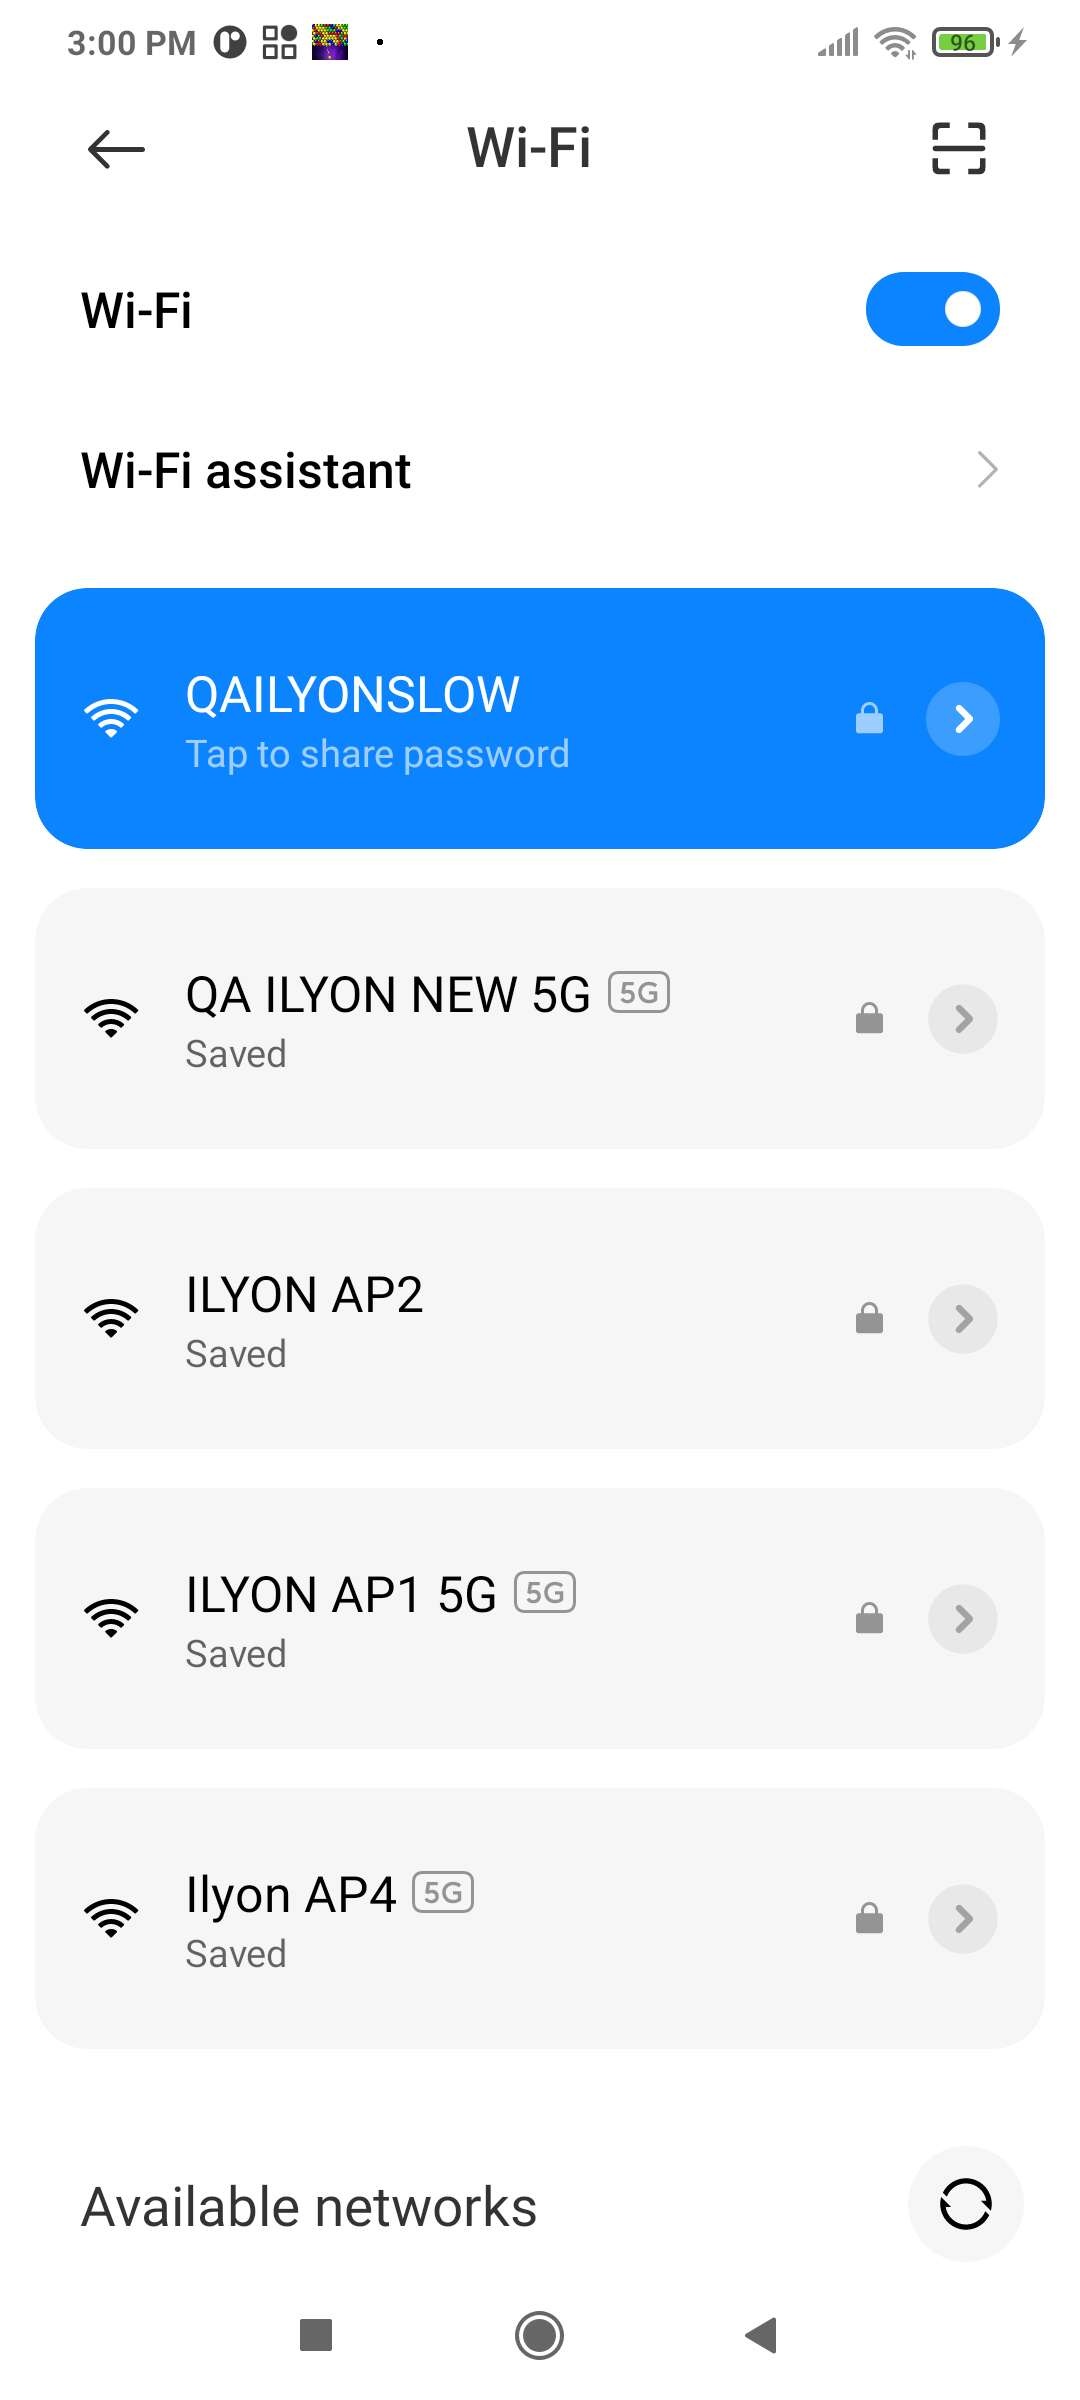 3:00 PM
96
Wi-Fi
Wi-Fi
Wi-Fi assistant
QAILYONSLOW
Tap to share password
QA ILYON NEW 5G 5G
Saved
ILYON AP2
Saved
ILYON AP1 5G 5G
Saved
Ilyon AP4 5G
Saved
Available networks